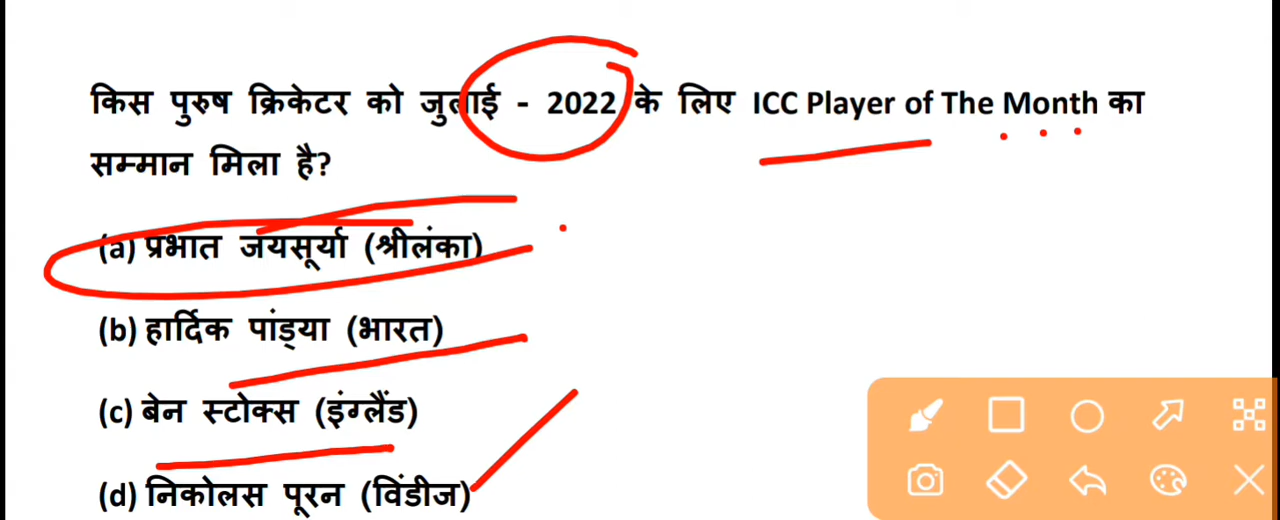 किस पुरुष क्रिकेटर को जुलाई - 2022 के लिए ICC Player of The Month का
सम्मान मिला है?
(a) प्रभात जयसूर्या (श्रीलंका)
(b) हार्दिक पांड्या (भारत)
(c) बेन स्टोक्स (इंग्लैंड)
(d) निकोलस पूरन (विंडीज)